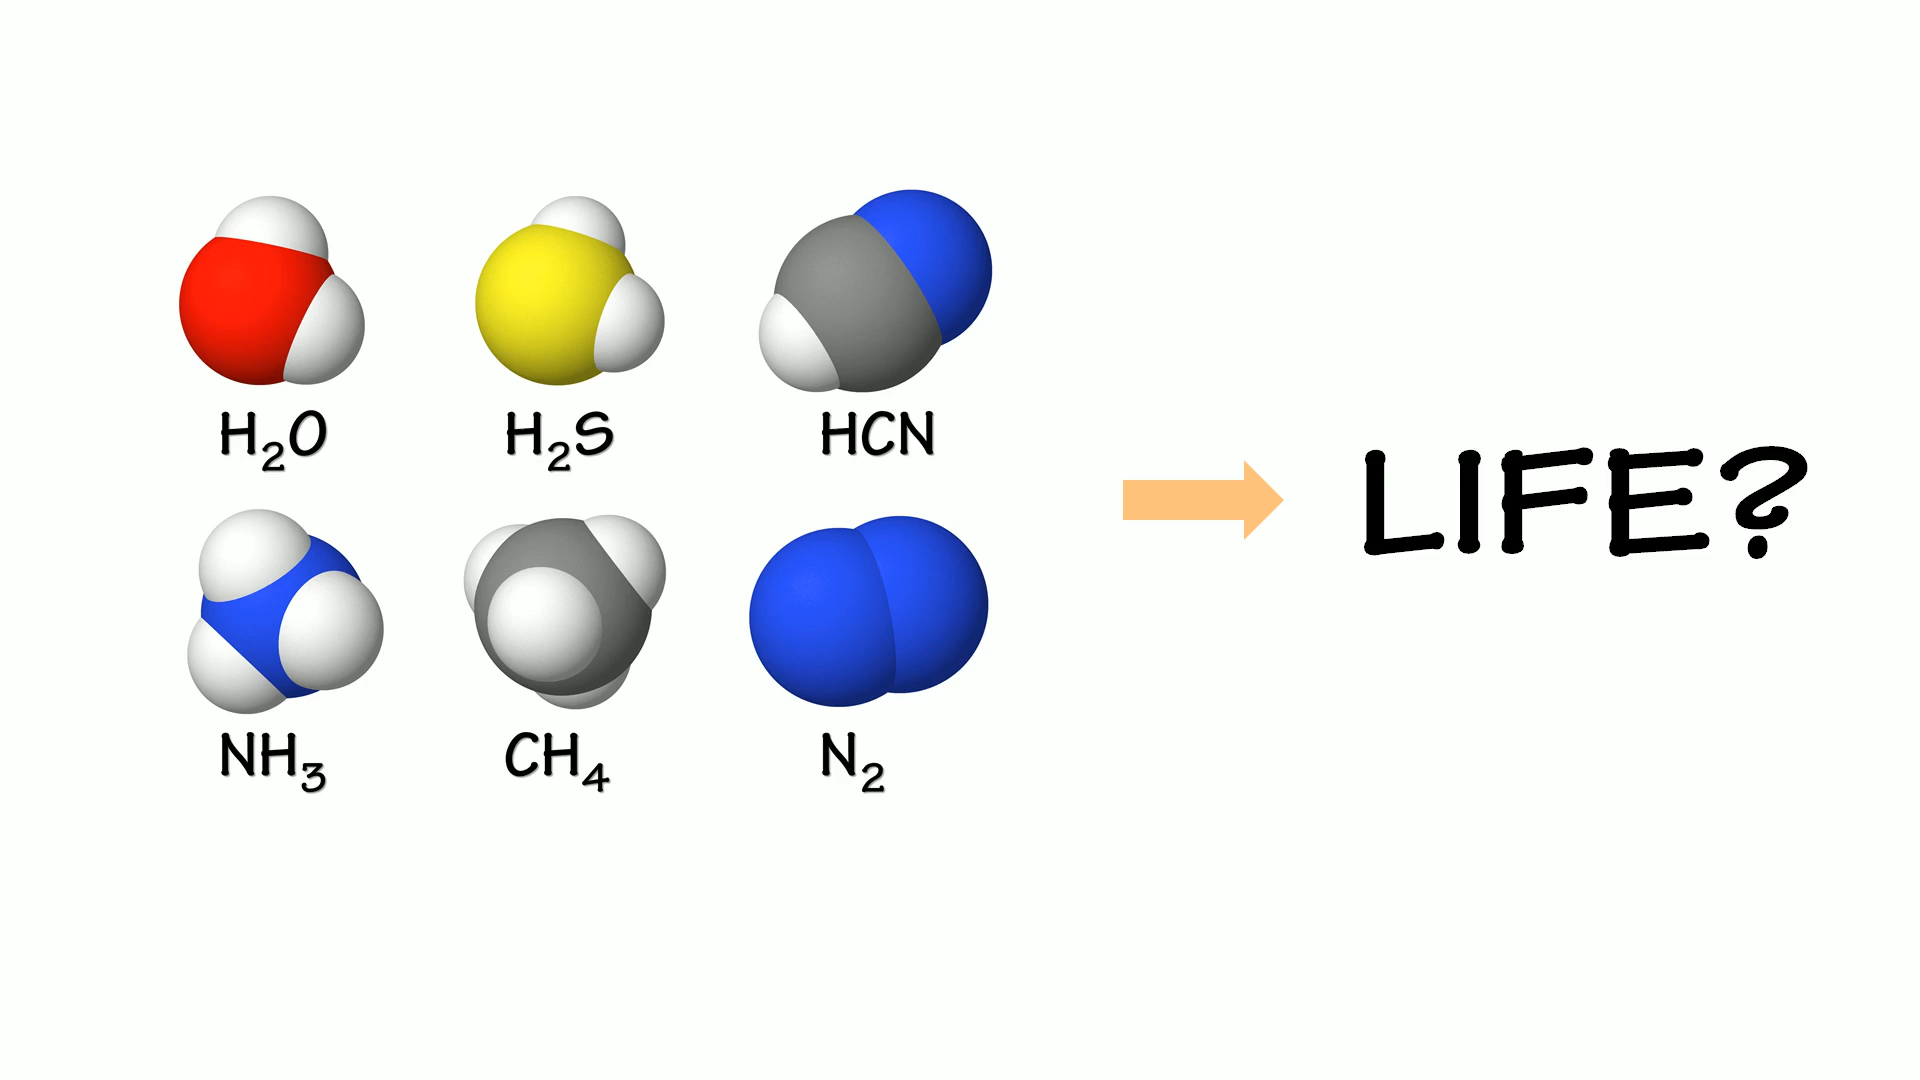 H₂O H₂S HCN
LIFE?
NH₃ CH₄ N₂